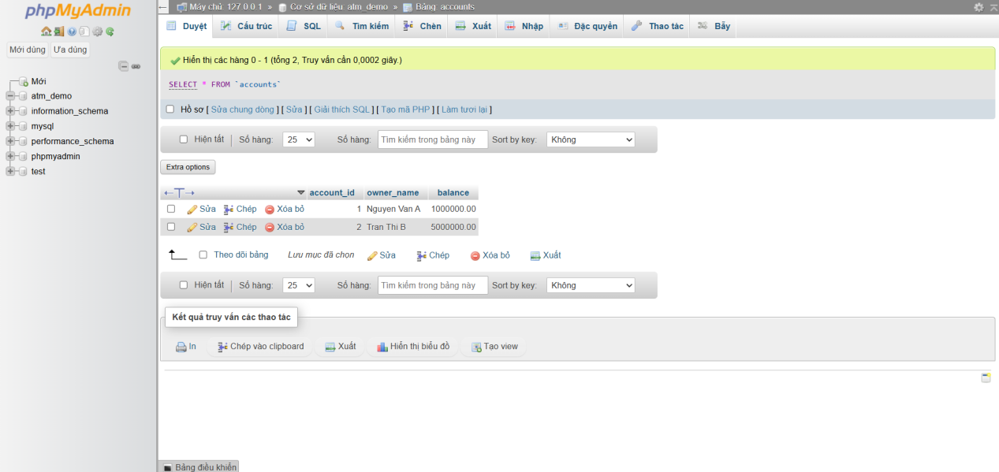 phpMyAdmin
Mới dùng Ưa dùng
Mới
atm_demo
information_schema
mysql
performance_schema
phpmyadmin
test
Máy chủ: 127.0.0.1 » Cơ sở dữ liệu: atm_demo » Bảng: accounts
Duyệt Cấu trúc SQL Tìm kiếm Chèn Xuất Nhập Đặc quyền Thao tác Bẫy
Hiển thị các hàng 0 - 1 (tổng 2, Truy vấn cần 0,0002 giây.)
SELECT * FROM `accounts`
Hồ sơ [ Sửa chung dòng ] [ Sửa ] [ Giải thích SQL ] [ Tạo mã PHP ] [ Làm tươi lại ]
Hiện tất Số hàng: 25 Số hàng: Tìm kiếm trong bảng này Sort by key: Không
Extra options
←T→ account_id owner_name balance
Sửa Chép Xóa bỏ 1 Nguyen Van A 1000000.00
Sửa Chép Xóa bỏ 2 Tran Thi B 5000000.00
Theo dõi bảng Lưu mục đã chọn Sửa Chép Xóa bỏ Xuất
Hiện tất Số hàng: 25 Số hàng: Tìm kiếm trong bảng này Sort by key: Không
Kết quả truy vấn các thao tác
In Chép vào clipboard Xuất Hiển thị biểu đồ Tạo view
Bảng điều khiển